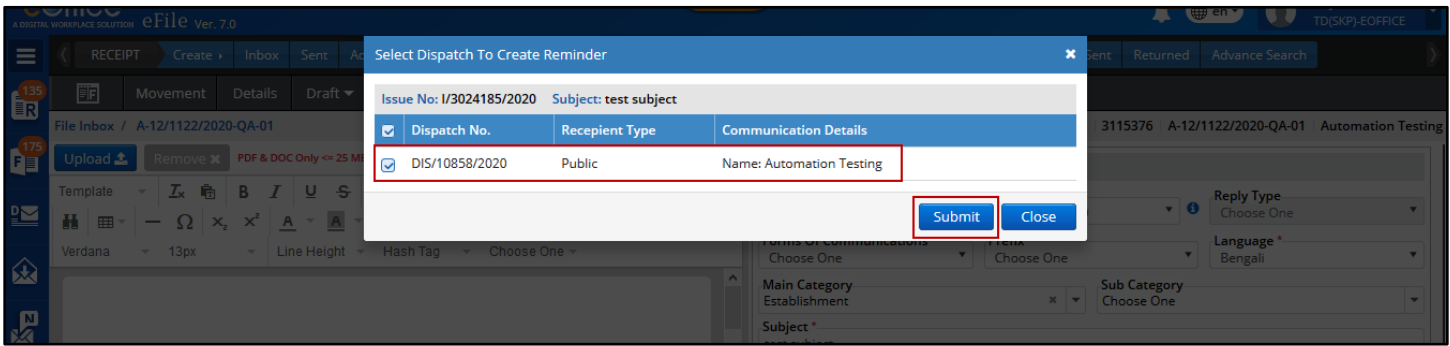 A DIGITAL WORKPLACE SOLUTION eFile Ver. 7.0 en TD(SKP)-EOFFICE
RECEIPT Create Inbox Sent Sent Returned Advance Search
Select Dispatch To Create Reminder
135 R Movement Details Draft
Issue No: I/3024185/2020 Subject: test subject
File Inbox / A-12/1122/2020-QA-01 3115376 A-12/1122/2020-QA-01 Automation Testing
Dispatch No. Recepient Type Communication Details
175 F Upload Remove PDF & DOC Only <= 25 MB
DIS/10858/2020 Public Name: Automation Testing
Template B I U S
Reply Type
Choose One
Submit Close
Ω X₂ X² A A
Verdana 13px Line Height Hash Tag Choose One
Forms Of Communications Prefix Language *
Choose One Choose One Bengali
Main Category Sub Category
Establishment Choose One
N
Subject *